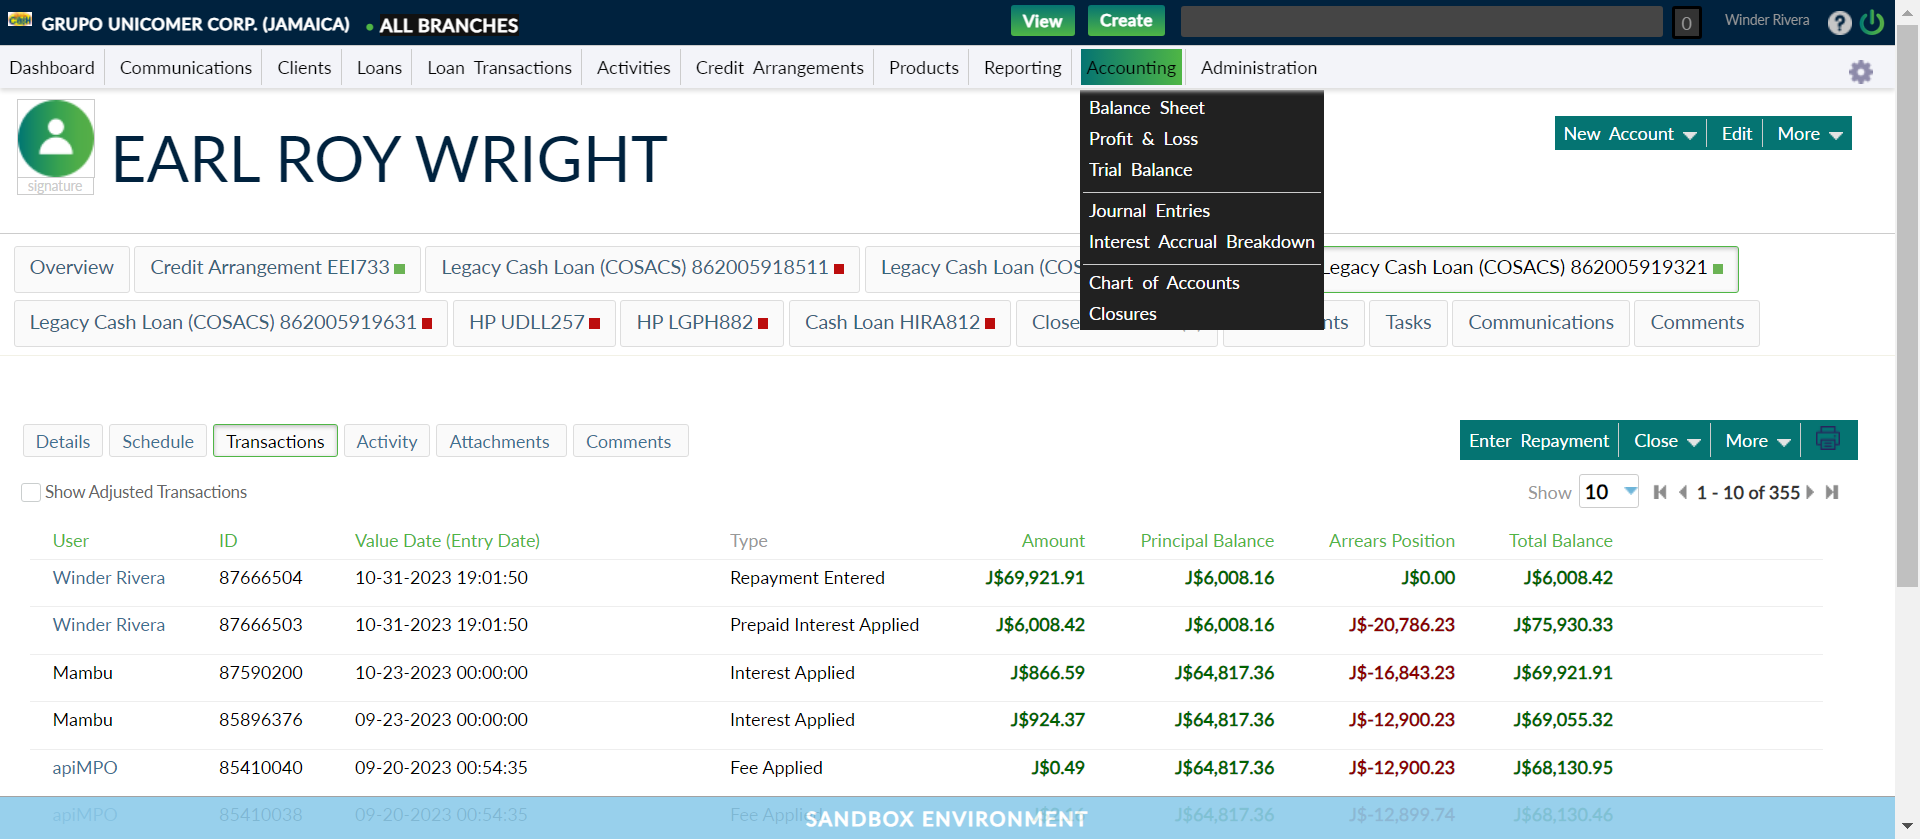 GRUPO UNICOMER CORP. (JAMAICA) ALL BRANCHES View Create 0 Winder Rivera ?
Dashboard Communications Clients Loans Loan Transactions Activities Credit Arrangements Products Reporting Accounting Administration
Balance Sheet
Profit & Loss
Trial Balance
Journal Entries
Interest Accrual Breakdown
Chart of Accounts
Closures
signature
EARL ROY WRIGHT
New Account Edit More
Overview Credit Arrangement EEI733 Legacy Cash Loan (COSACS) 862005918511 Legacy Cash Loan (COS Legacy Cash Loan (COSACS) 862005919321
Legacy Cash Loan (COSACS) 862005919631 HP UDLL257 HP LGPH882 Cash Loan HIRA812 Close nts Tasks Communications Comments
Details Schedule Transactions Activity Attachments Comments Enter Repayment Close More
Show Adjusted Transactions Show 10 1 - 10 of 355
User ID Value Date (Entry Date) Type Amount Principal Balance Arrears Position Total Balance
Winder Rivera 87666504 10-31-2023 19:01:50 Repayment Entered J$69,921.91 J$6,008.16 J$0.00 J$6,008.42
Winder Rivera 87666503 10-31-2023 19:01:50 Prepaid Interest Applied J$6,008.42 J$6,008.16 J$-20,786.23 J$75,930.33
Mambu 87590200 10-23-2023 00:00:00 Interest Applied J$866.59 J$64,817.36 J$-16,843.23 J$69,921.91
Mambu 85896376 09-23-2023 00:00:00 Interest Applied J$924.37 J$64,817.36 J$-12,900.23 J$69,055.32
apiMPO 85410040 09-20-2023 00:54:35 Fee Applied J$0.49 J$64,817.36 J$-12,900.23 J$68,130.95
apiMPO 85410038 09-20-2023 00:54:35 Fee Applied J$64,817.36 J$-12,899.74 J$68,130.46
SANDBOX ENVIRONMENT